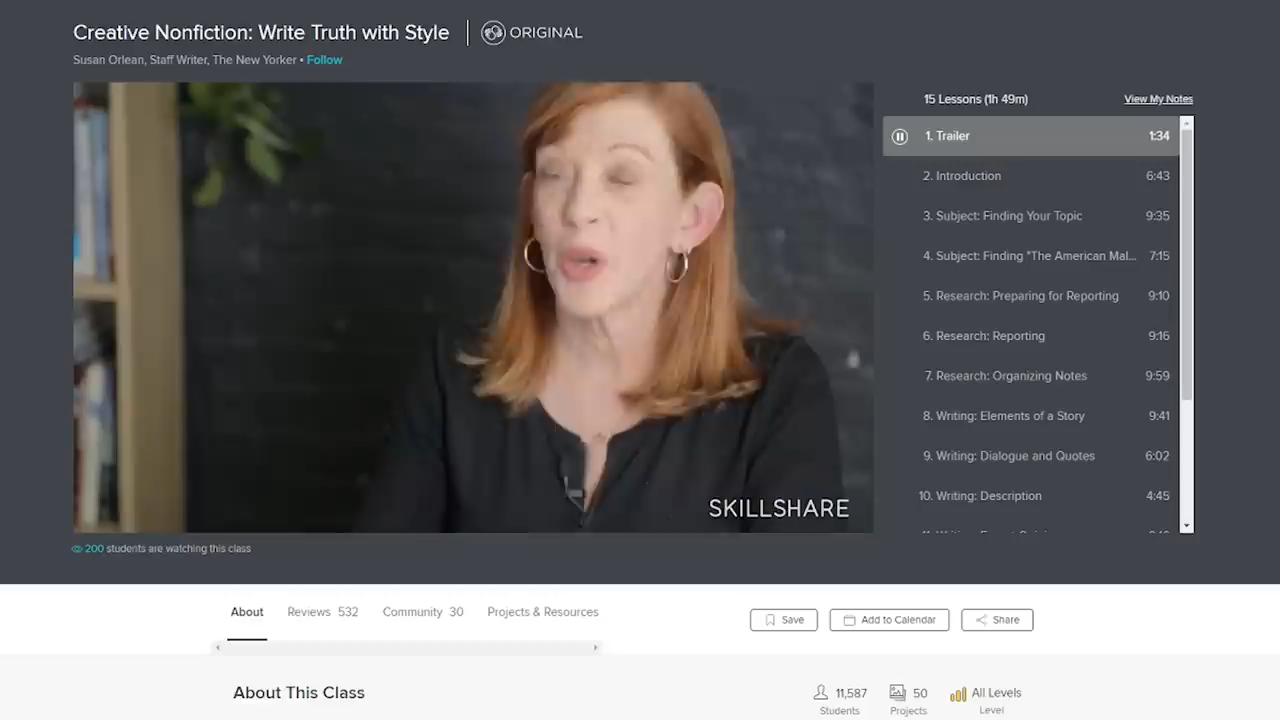 Creative Nonfiction: Write Truth with Style
ORIGINAL
Susan Orlean, Staff Writer, The New Yorker • Follow
SKILLSHARE
200 students are watching this class
15 Lessons (1h 49m)
View My Notes
1. Trailer 1:34
2. Introduction 6:43
3. Subject: Finding Your Topic 9:35
4. Subject: Finding "The American Mal... 7:15
5. Research: Preparing for Reporting 9:10
6. Research: Reporting 9:16
7. Research: Organizing Notes 9:59
8. Writing: Elements of a Story 9:41
9. Writing: Dialogue and Quotes 6:02
10. Writing: Description 4:45
About
Reviews 532
Community 30
Projects & Resources
Save
Add to Calendar
Share
About This Class
11,587
Students
50
Projects
All Levels
Level